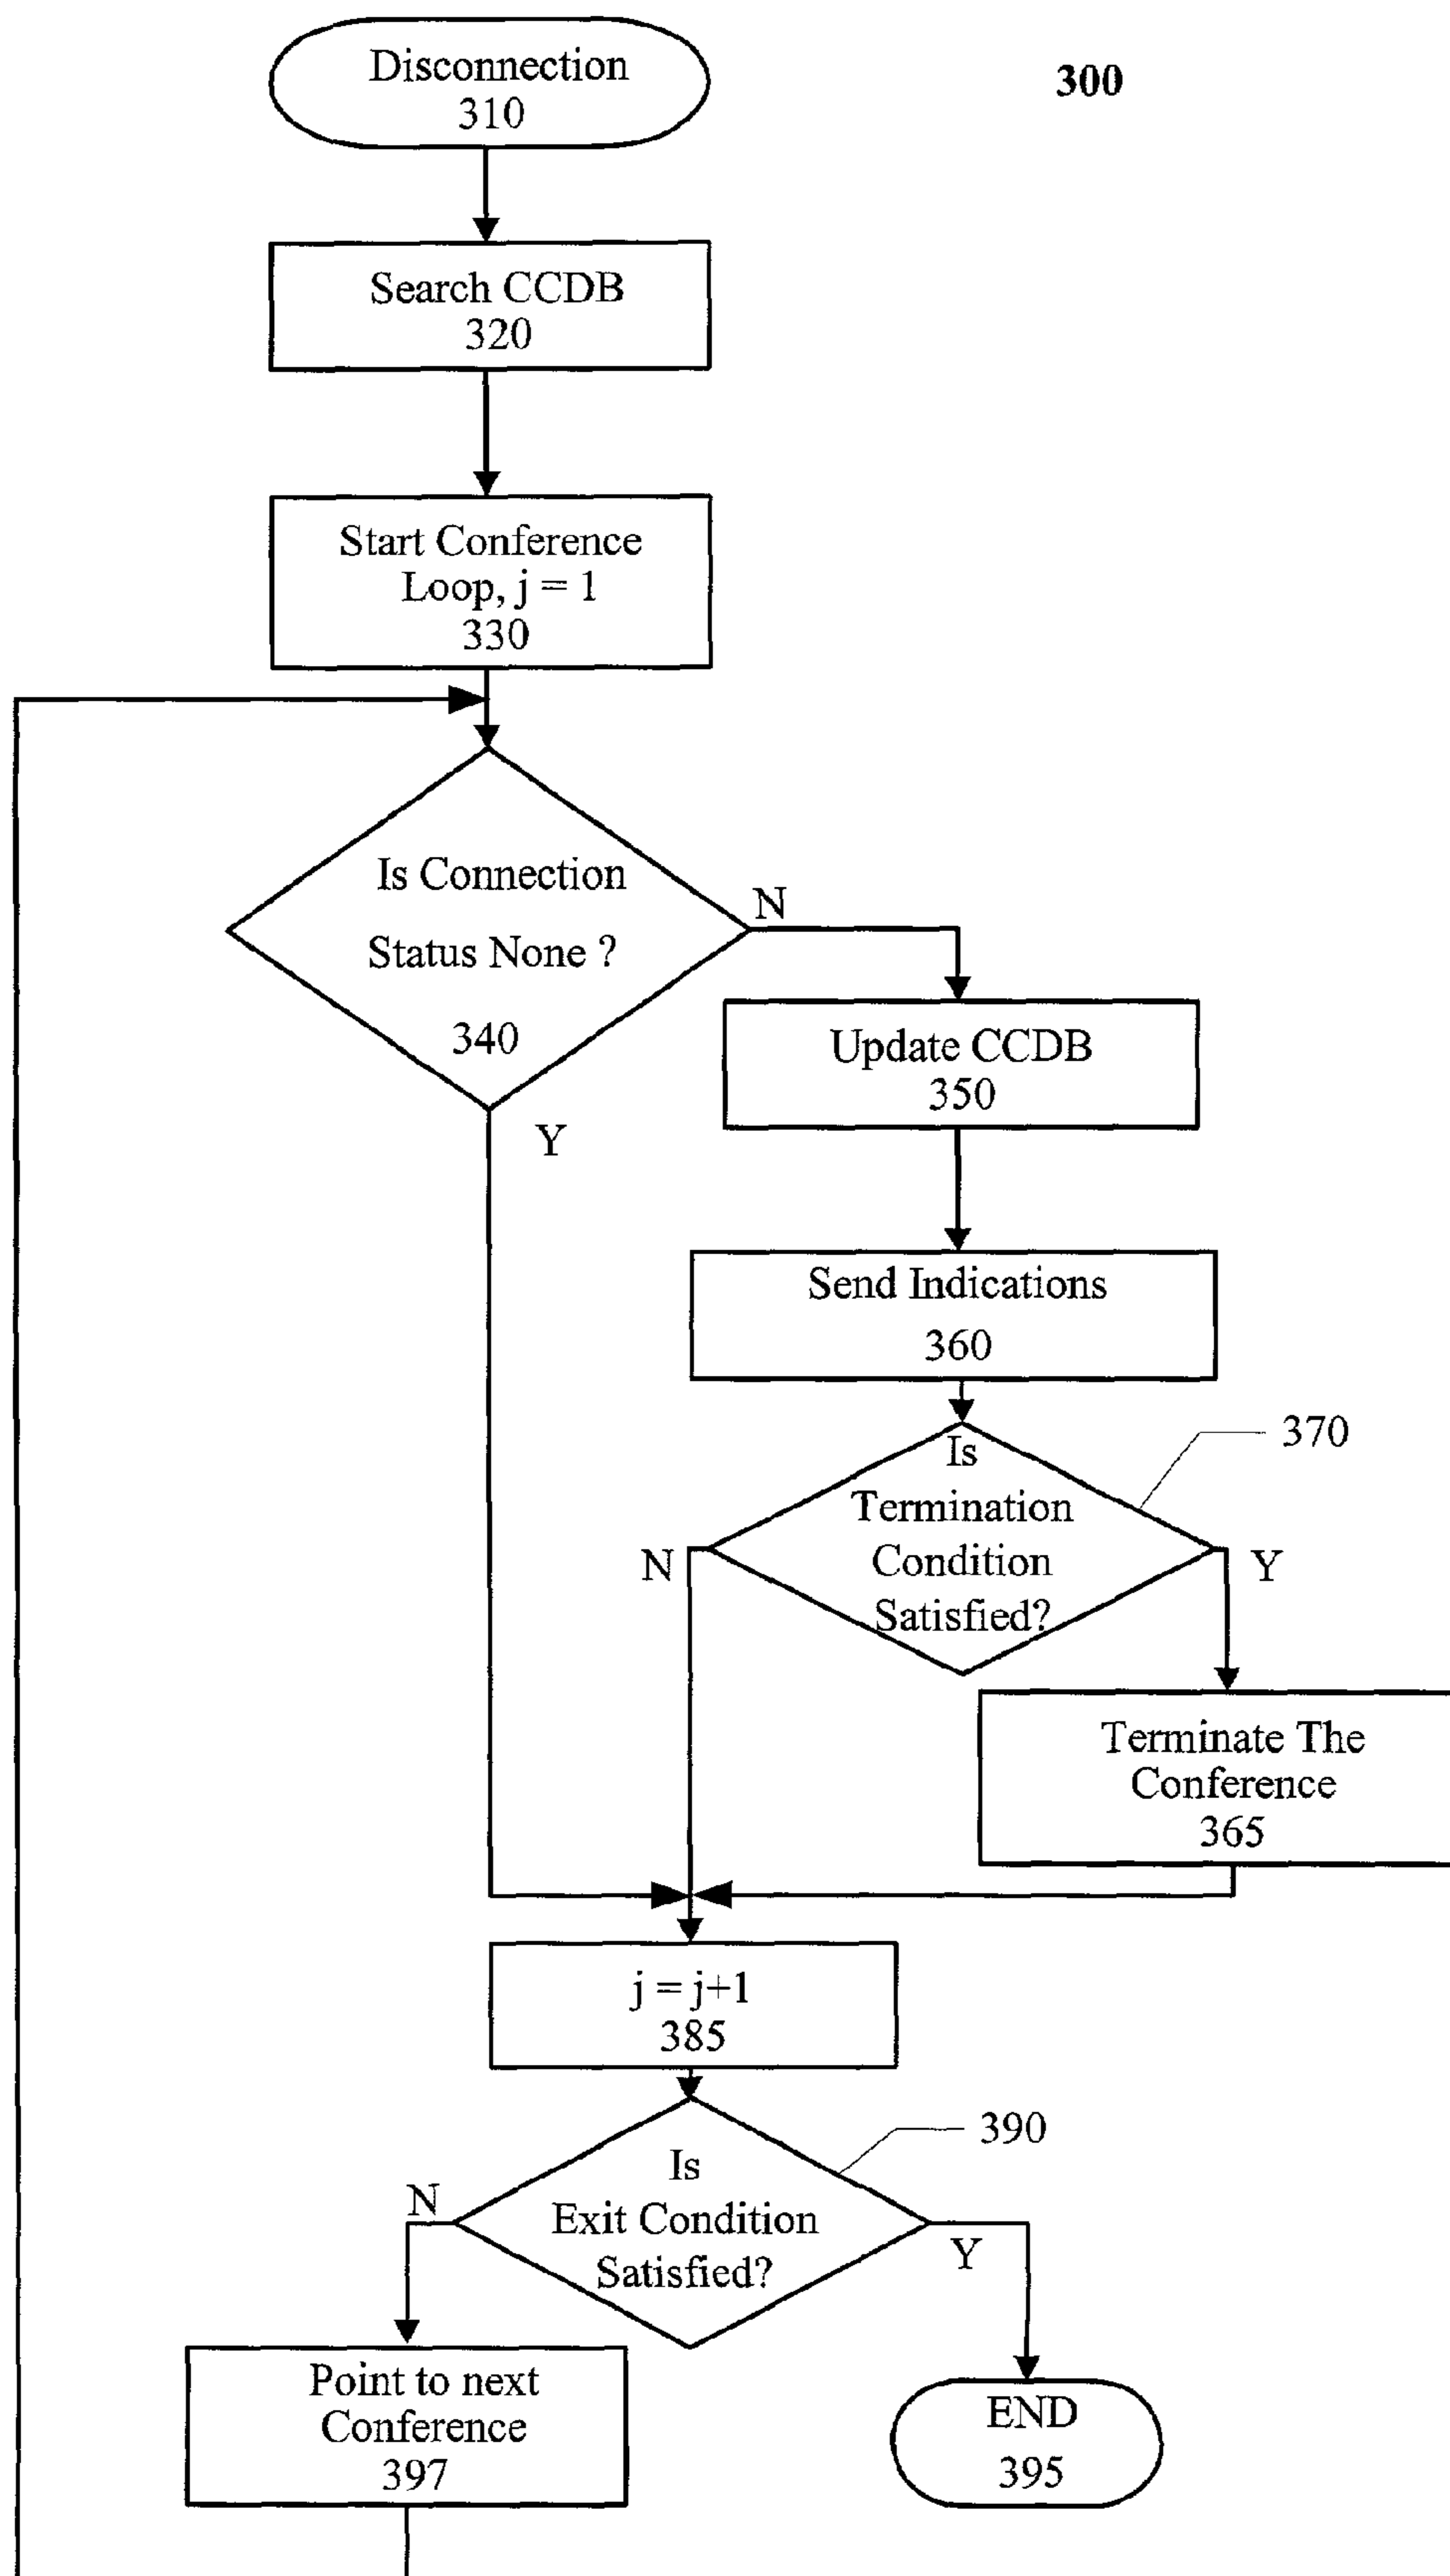 Disconnection
310
300
Search CCDB
320
Start Conference
Loop, j = 1
330
Is Connection
Status None ?
340
N
Y
Update CCDB
350
Send Indications
360
370
Is
Termination
Condition
Satisfied?
N
Y
Terminate The
Conference
365
j = j+1
385
390
Is
Exit Condition
Satisfied?
N
Y
Point to next
Conference
397
END
395